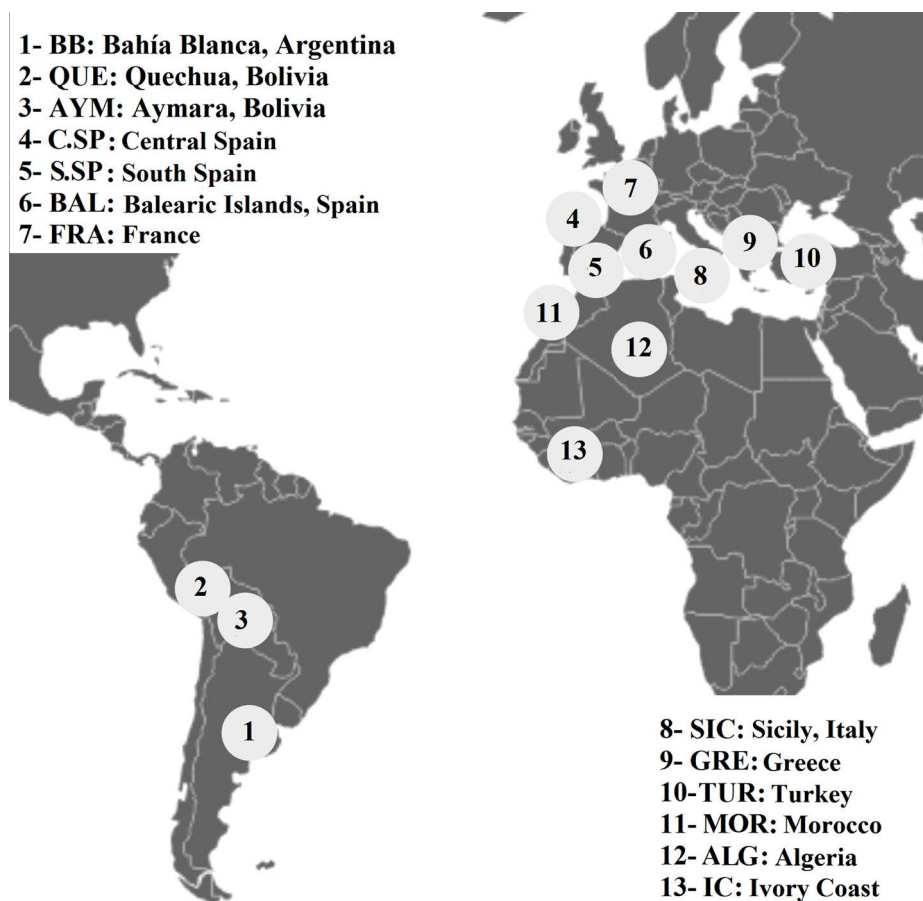 1- BB: Bahía Blanca, Argentina
2- QUE: Quechua, Bolivia
3- AYM: Aymara, Bolivia
4- C.SP: Central Spain
5- S.SP: South Spain
6- BAL: Balearic Islands, Spain
7- FRA: France
7
4
9
6
10
5
8
11
12
13
2
3
1
8- SIC: Sicily, Italy
9- GRE: Greece
10-TUR: Turkey
11- MOR: Morocco
12- ALG: Algeria
13- IC: Ivory Coast